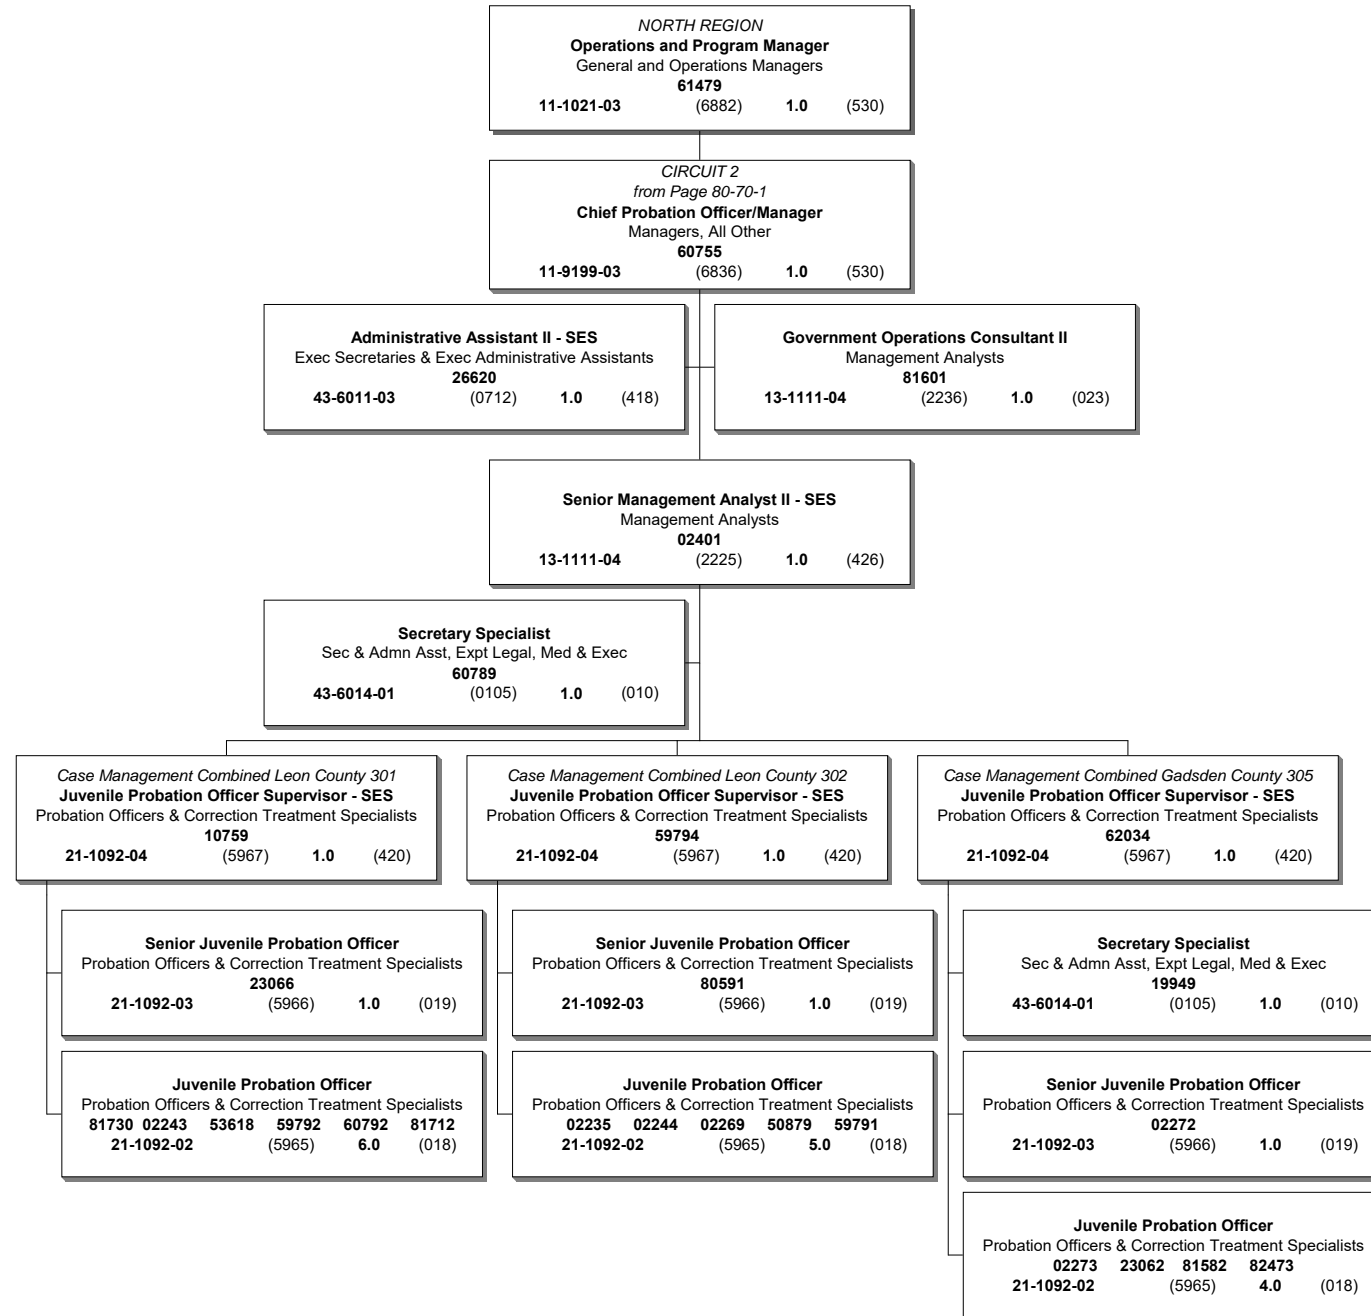 NORTH REGION
Operations and Program Manager
General and Operations Managers
61479
11-1021-03 (6882) 1.0 (530)
CIRCUIT 2
from Page 80-70-1
Chief Probation Officer/Manager
Managers, All Other
60755
11-9199-03 (6836) 1.0 (530)
Administrative Assistant II - SES
Exec Secretaries & Exec Administrative Assistants
26620
43-6011-03 (0712) 1.0 (418)
Government Operations Consultant II
Management Analysts
81601
13-1111-04 (2236) 1.0 (023)
Senior Management Analyst II - SES
Management Analysts
02401
13-1111-04 (2225) 1.0 (426)
Secretary Specialist
Sec & Admn Asst, Expt Legal, Med & Exec
60789
43-6014-01 (0105) 1.0 (010)
Case Management Combined Leon County 301
Juvenile Probation Officer Supervisor - SES
Probation Officers & Correction Treatment Specialists
10759
21-1092-04 (5967) 1.0 (420)
Senior Juvenile Probation Officer
Probation Officers & Correction Treatment Specialists
23066
21-1092-03 (5966) 1.0 (019)
Juvenile Probation Officer
Probation Officers & Correction Treatment Specialists
81730 02243 53618 59792 60792 81712
21-1092-02 (5965) 6.0 (018)
Case Management Combined Leon County 302
Juvenile Probation Officer Supervisor - SES
Probation Officers & Correction Treatment Specialists
59794
21-1092-04 (5967) 1.0 (420)
Senior Juvenile Probation Officer
Probation Officers & Correction Treatment Specialists
80591
21-1092-03 (5966) 1.0 (019)
Juvenile Probation Officer
Probation Officers & Correction Treatment Specialists
02235 02244 02269 50879 59791
21-1092-02 (5965) 5.0 (018)
Case Management Combined Gadsden County 305
Juvenile Probation Officer Supervisor - SES
Probation Officers & Correction Treatment Specialists
62034
21-1092-04 (5967) 1.0 (420)
Secretary Specialist
Sec & Admn Asst, Expt Legal, Med & Exec
19949
43-6014-01 (0105) 1.0 (010)
Senior Juvenile Probation Officer
Probation Officers & Correction Treatment Specialists
02272
21-1092-03 (5966) 1.0 (019)
Juvenile Probation Officer
Probation Officers & Correction Treatment Specialists
02273 23062 81582 82473
21-1092-02 (5965) 4.0 (018)